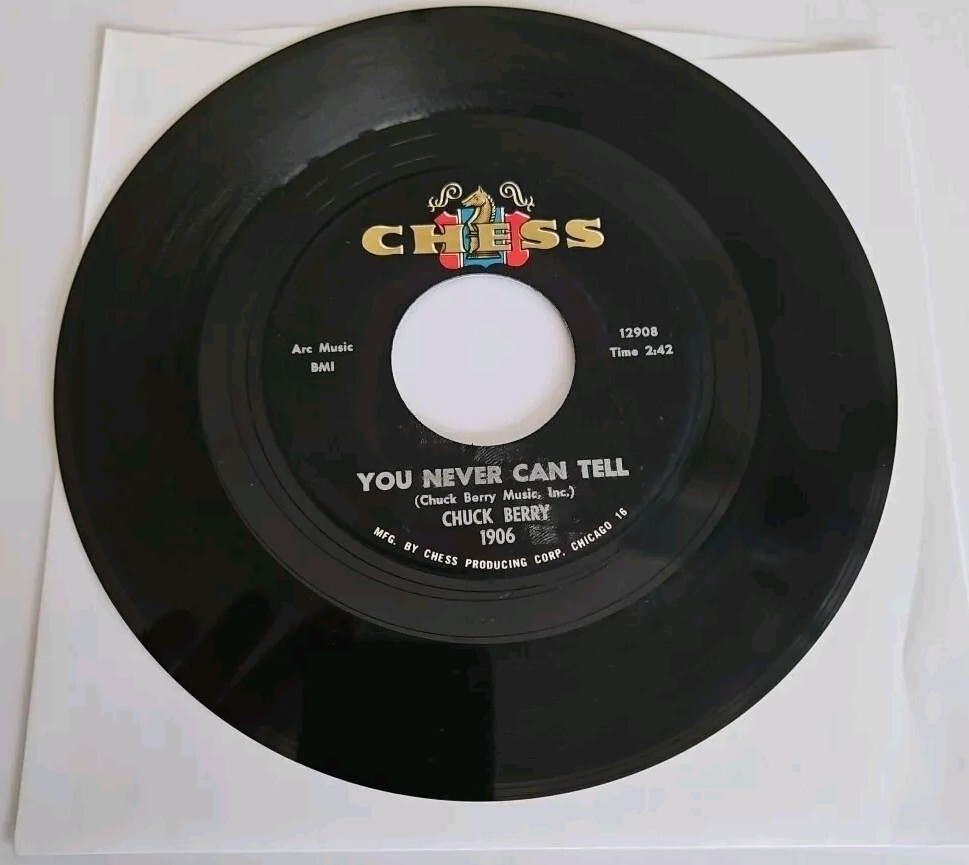 CHESS
Arc Music
BMI
12908
Time 2:42
YOU NEVER CAN TELL
(Chuck Berry Music, Inc.)
CHUCK BERRY
1906
MFG. BY CHESS PRODUCING CORP. CHICAGO 16